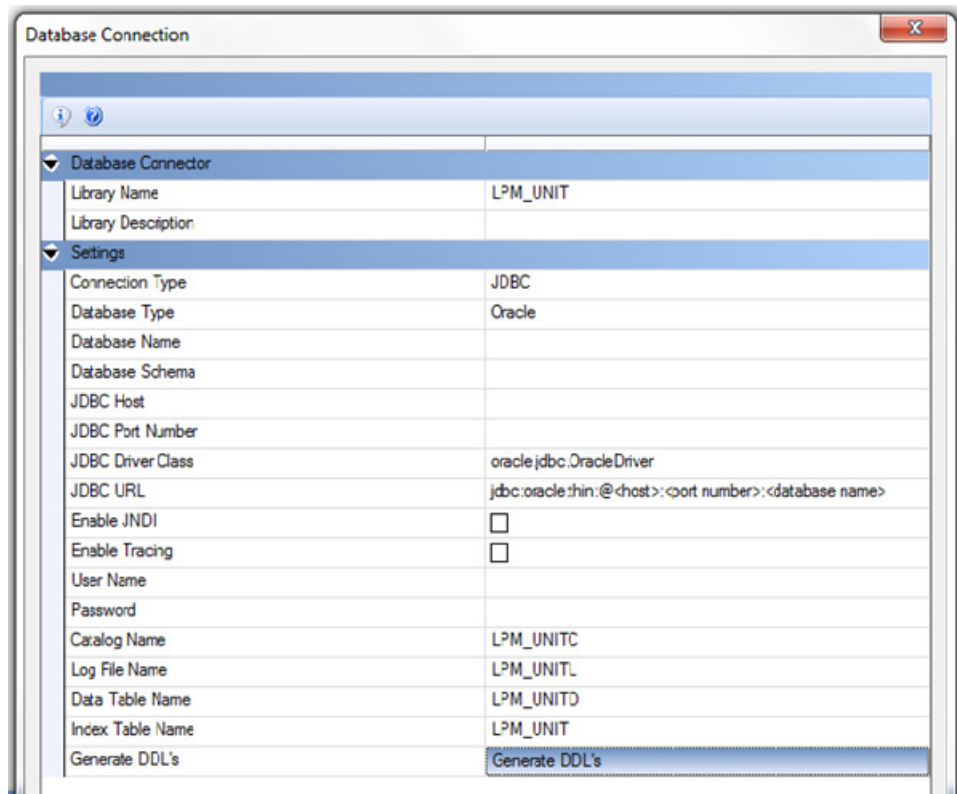 Database Connection
Database Connector
Library Name LPM_UNIT
Library Description
Settings
Connection Type JDBC
Database Type Oracle
Database Name
Database Schema
JDBC Host
JDBC Port Number
JDBC Driver Class oracle.jdbc.OracleDriver
JDBC URL jdbc:oracle:thin:@<host>:<port number>:<database name>
Enable JNDI
Enable Tracing
User Name
Password
Catalog Name LPM_UNITC
Log File Name LPM_UNITL
Data Table Name LPM_UNITD
Index Table Name LPM_UNIT
Generate DDL's Generate DDL's